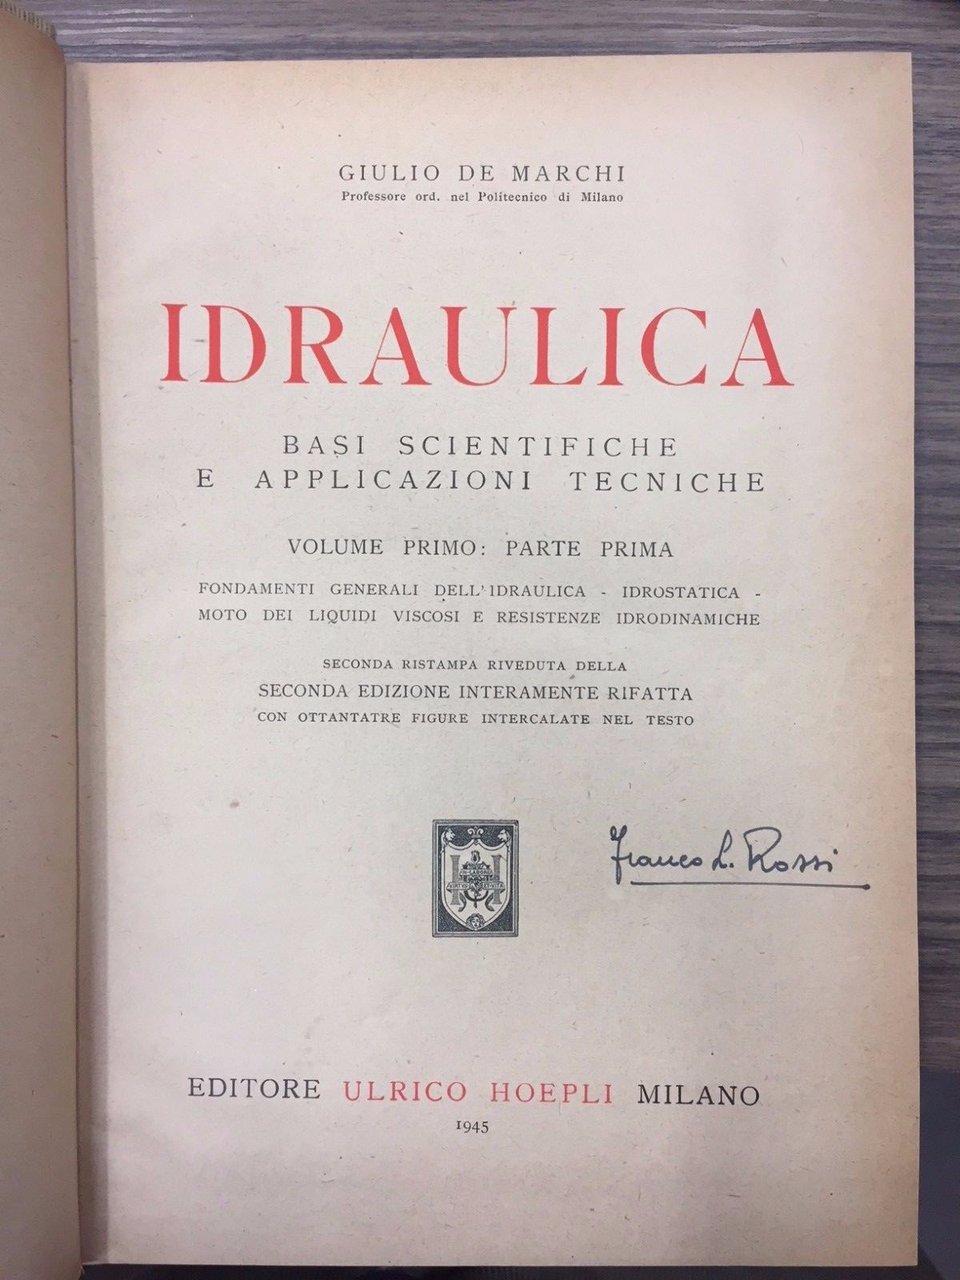 GIULIO DE MARCHI
Professore ord. nel Politecnico di Milano
IDRAULICA
BASI SCIENTIFICHE
E APPLICAZIONI TECNICHE
VOLUME PRIMO: PARTE PRIMA
FONDAMENTI GENERALI DELL'IDRAULICA - IDROSTATICA -
MOTO DEI LIQUIDI VISCOSI E RESISTENZE IDRODINAMICHE
SECONDA RISTAMPA RIVEDUTA DELLA
SECONDA EDIZIONE INTERAMENTE RIFATTA
CON OTTANTATRE FIGURE INTERCALATE NEL TESTO
Franco L. Rossi
EDITORE ULRICO HOEPLI MILANO
1945